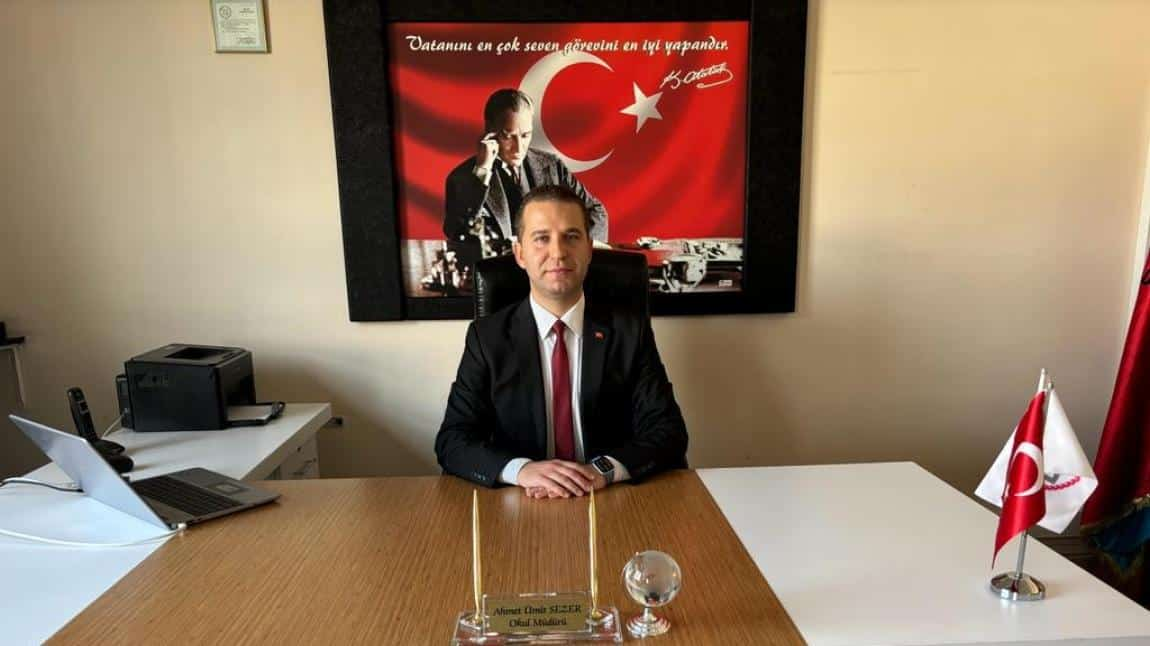 Vatanını en çok seven görevini en iyi yapandır.
K. Atatürk
Ahmet Ümit SEZER
Okul Müdürü